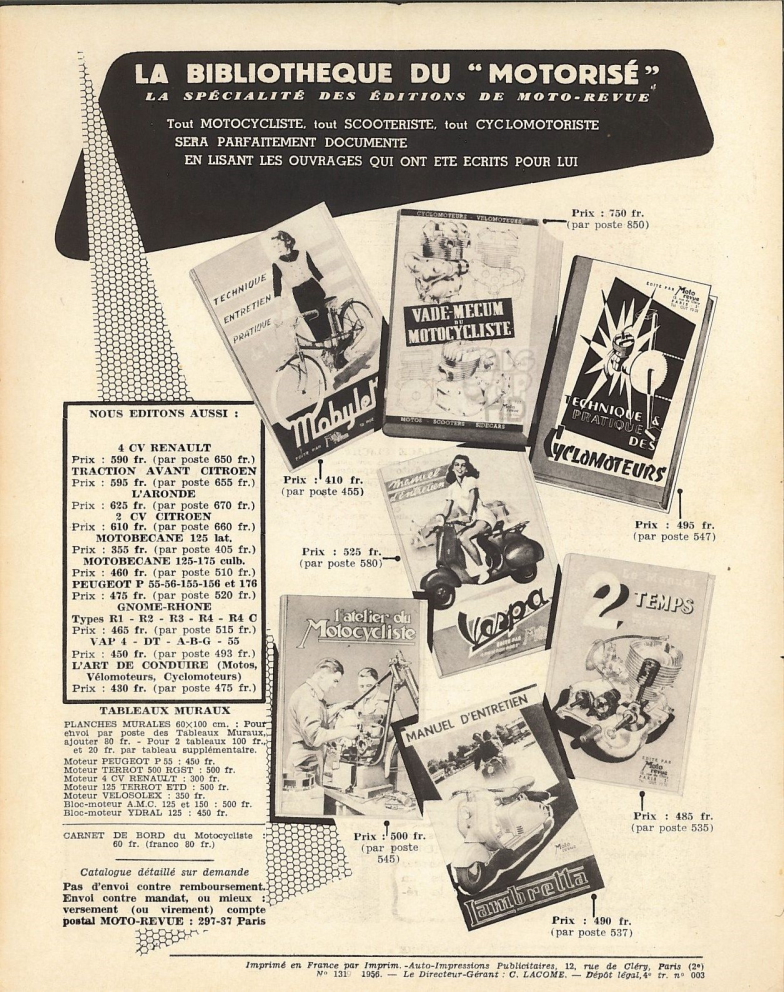 LA BIBLIOTHEQUE DU "MOTORISÉ"
LA SPÉCIALITÉ DES ÉDITIONS DE MOTO-REVUE
Tout MOTOCYCLISTE, tout SCOOTERISTE, tout CYCLOMOTORISTE
SERA PARFAITEMENT DOCUMENTE
EN LISANT LES OUVRAGES QUI ONT ETE ECRITS POUR LUI
TECHNIQUE
ENTRETIEN
PRATIQUE
Mobylet
EDITE PAR
Prix : 410 fr.
(par poste 455)
CYCLOMOTEURS - VELOMOTEURS
VADE-MECUM
DU
MOTOCYCLISTE
MOTOS - SCOOTERS - SIDECARS
Prix : 750 fr.
(par poste 850)
EDITÉ PAR Moto
revue
TECHNIQUE &
PRATIQUE
DES
CYCLOMOTEURS
Prix : 495 fr.
(par poste 547)
manuel
d'entretien
Vespa
EDITE PAR
Prix : 525 fr.
(par poste 580)
l'atelier du
Motocycliste
Prix : 500 fr.
(par poste
545)
2 TEMPS
Moto
revue
Prix : 485 fr.
(par poste 535)
MANUEL D'ENTRETIEN
Moto
Lambretta
Prix : 490 fr.
(par poste 537)
NOUS EDITONS AUSSI :
4 CV RENAULT
Prix : 590 fr. (par poste 650 fr.)
TRACTION AVANT CITROEN
Prix : 595 fr. (par poste 655 fr.)
L'ARONDE
Prix : 625 fr. (par poste 670 fr.)
2 CV CITROEN
Prix : 610 fr. (par poste 660 fr.)
MOTOBECANE 125 lat.
Prix : 355 fr. (par poste 405 fr.)
MOTOBECANE 125-175 culb.
Prix : 460 fr. (par poste 510 fr.)
PEUGEOT P 55-56-155-156 et 176
Prix : 475 fr. (par poste 520 fr.)
GNOME-RHONE
Types R1 - R2 - R3 - R4 - R4 C
Prix : 465 fr. (par poste 515 fr.)
VAP 4 - DT - A-B-G - 55
Prix : 450 fr. (par poste 493 fr.)
L'ART DE CONDUIRE (Motos,
Vélomoteurs, Cyclomoteurs)
Prix : 430 fr. (par poste 475 fr.)
TABLEAUX MURAUX
PLANCHES MURALES 60×100 cm. : Pour
envoi par poste des Tableaux Muraux,
ajouter 80 fr. - Pour 2 tableaux 100 fr.,
et 20 fr. par tableau supplémentaire.
Moteur PEUGEOT P 55 : 450 fr.
Moteur TERROT 500 RGST : 500 fr.
Moteur 4 CV RENAULT : 300 fr.
Moteur 125 TERROT ETD : 500 fr.
Moteur VELOSOLEX : 350 fr.
Bloc-moteur A.M.C. 125 et 150 : 500 fr.
Bloc-moteur YDRAL 125 : 450 fr.
CARNET DE BORD du Motocycliste :
60 fr. (franco 80 fr.)
Catalogue détaillé sur demande
Pas d'envoi contre remboursement.
Envoi contre mandat, ou mieux :
versement (ou virement) compte
postal MOTO-REVUE : 297-37 Paris
Imprimé en France par Imprim.-Auto-Impressions Publicitaires, 12, rue de Cléry, Paris (2e)
1956. — Le Directeur-Gérant : C. LACOME. — Dépôt légal, 4e tr. n° 003